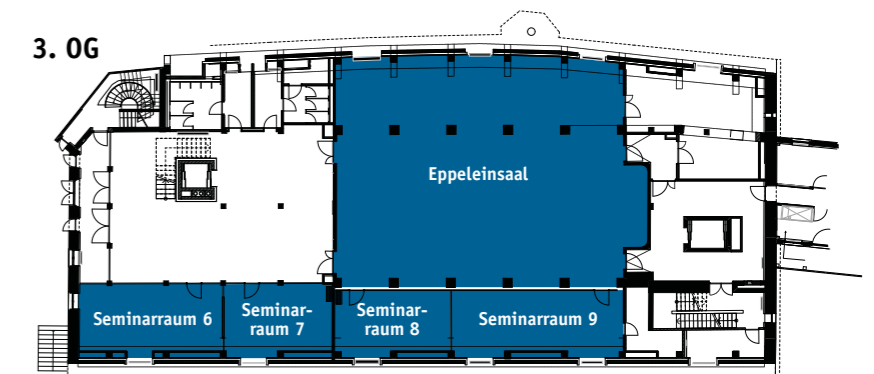 3. OG
Eppeleinsaal
Seminarraum 6
Seminar-
raum 7
Seminar-
raum 8
Seminarraum 9